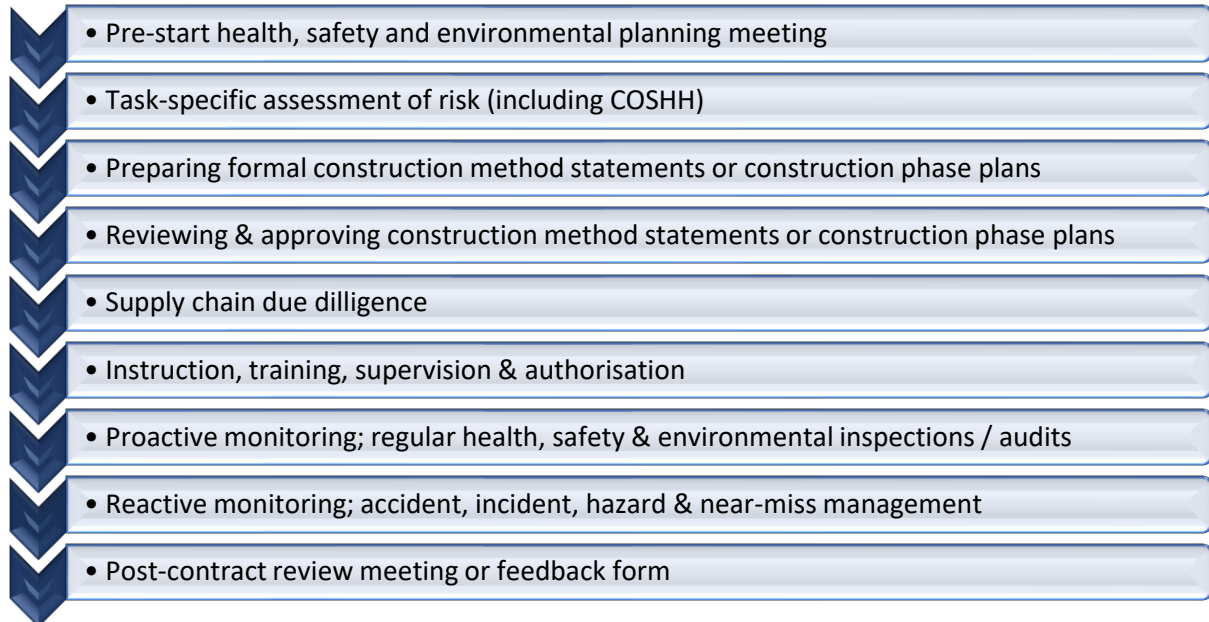 • Pre-start health, safety and environmental planning meeting
• Task-specific assessment of risk (including COSHH)
• Preparing formal construction method statements or construction phase plans
• Reviewing & approving construction method statements or construction phase plans
• Supply chain due dilligence
• Instruction, training, supervision & authorisation
• Proactive monitoring; regular health, safety & environmental inspections / audits
• Reactive monitoring; accident, incident, hazard & near-miss management
• Post-contract review meeting or feedback form